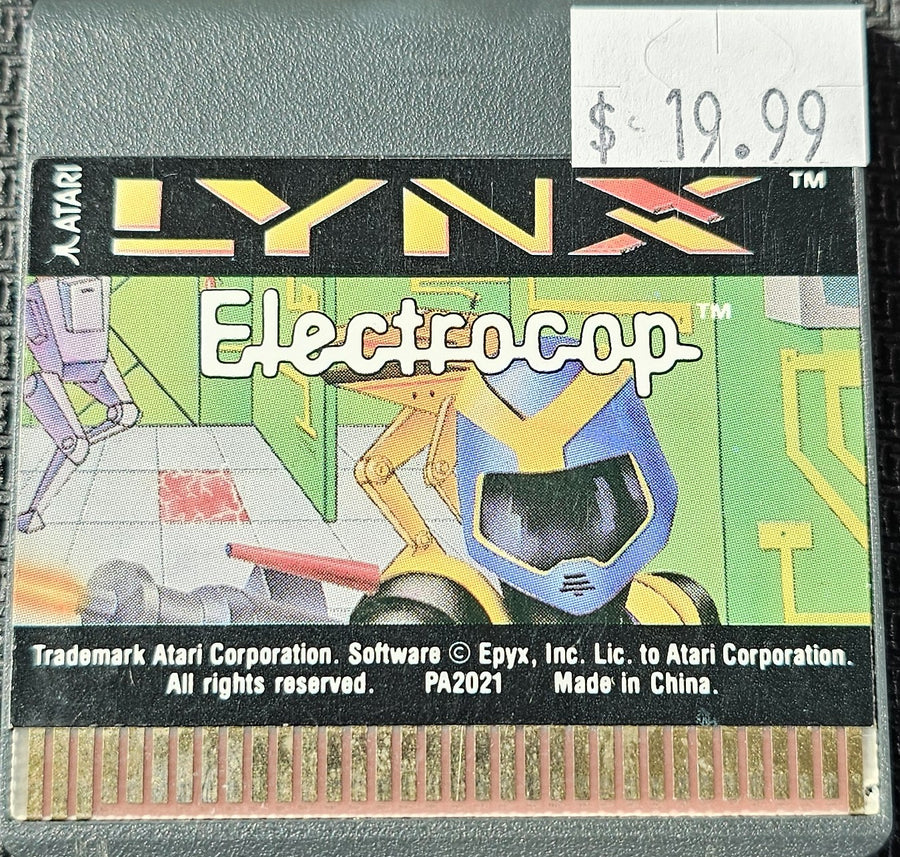 $ 19.99
ATARI
LYNX™
Electrocop™
Trademark Atari Corporation. Software © Epyx, Inc. Lic. to Atari Corporation.
All rights reserved. PA2021 Made in China.